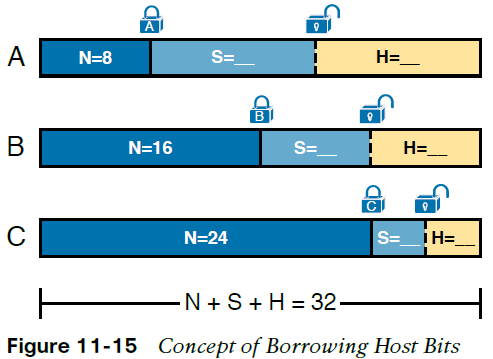 A
A N=8 S=__ H=__
B
B N=16 S=__ H=__
C
C N=24 S=__ H=__
N + S + H = 32
Figure 11-15 Concept of Borrowing Host Bits